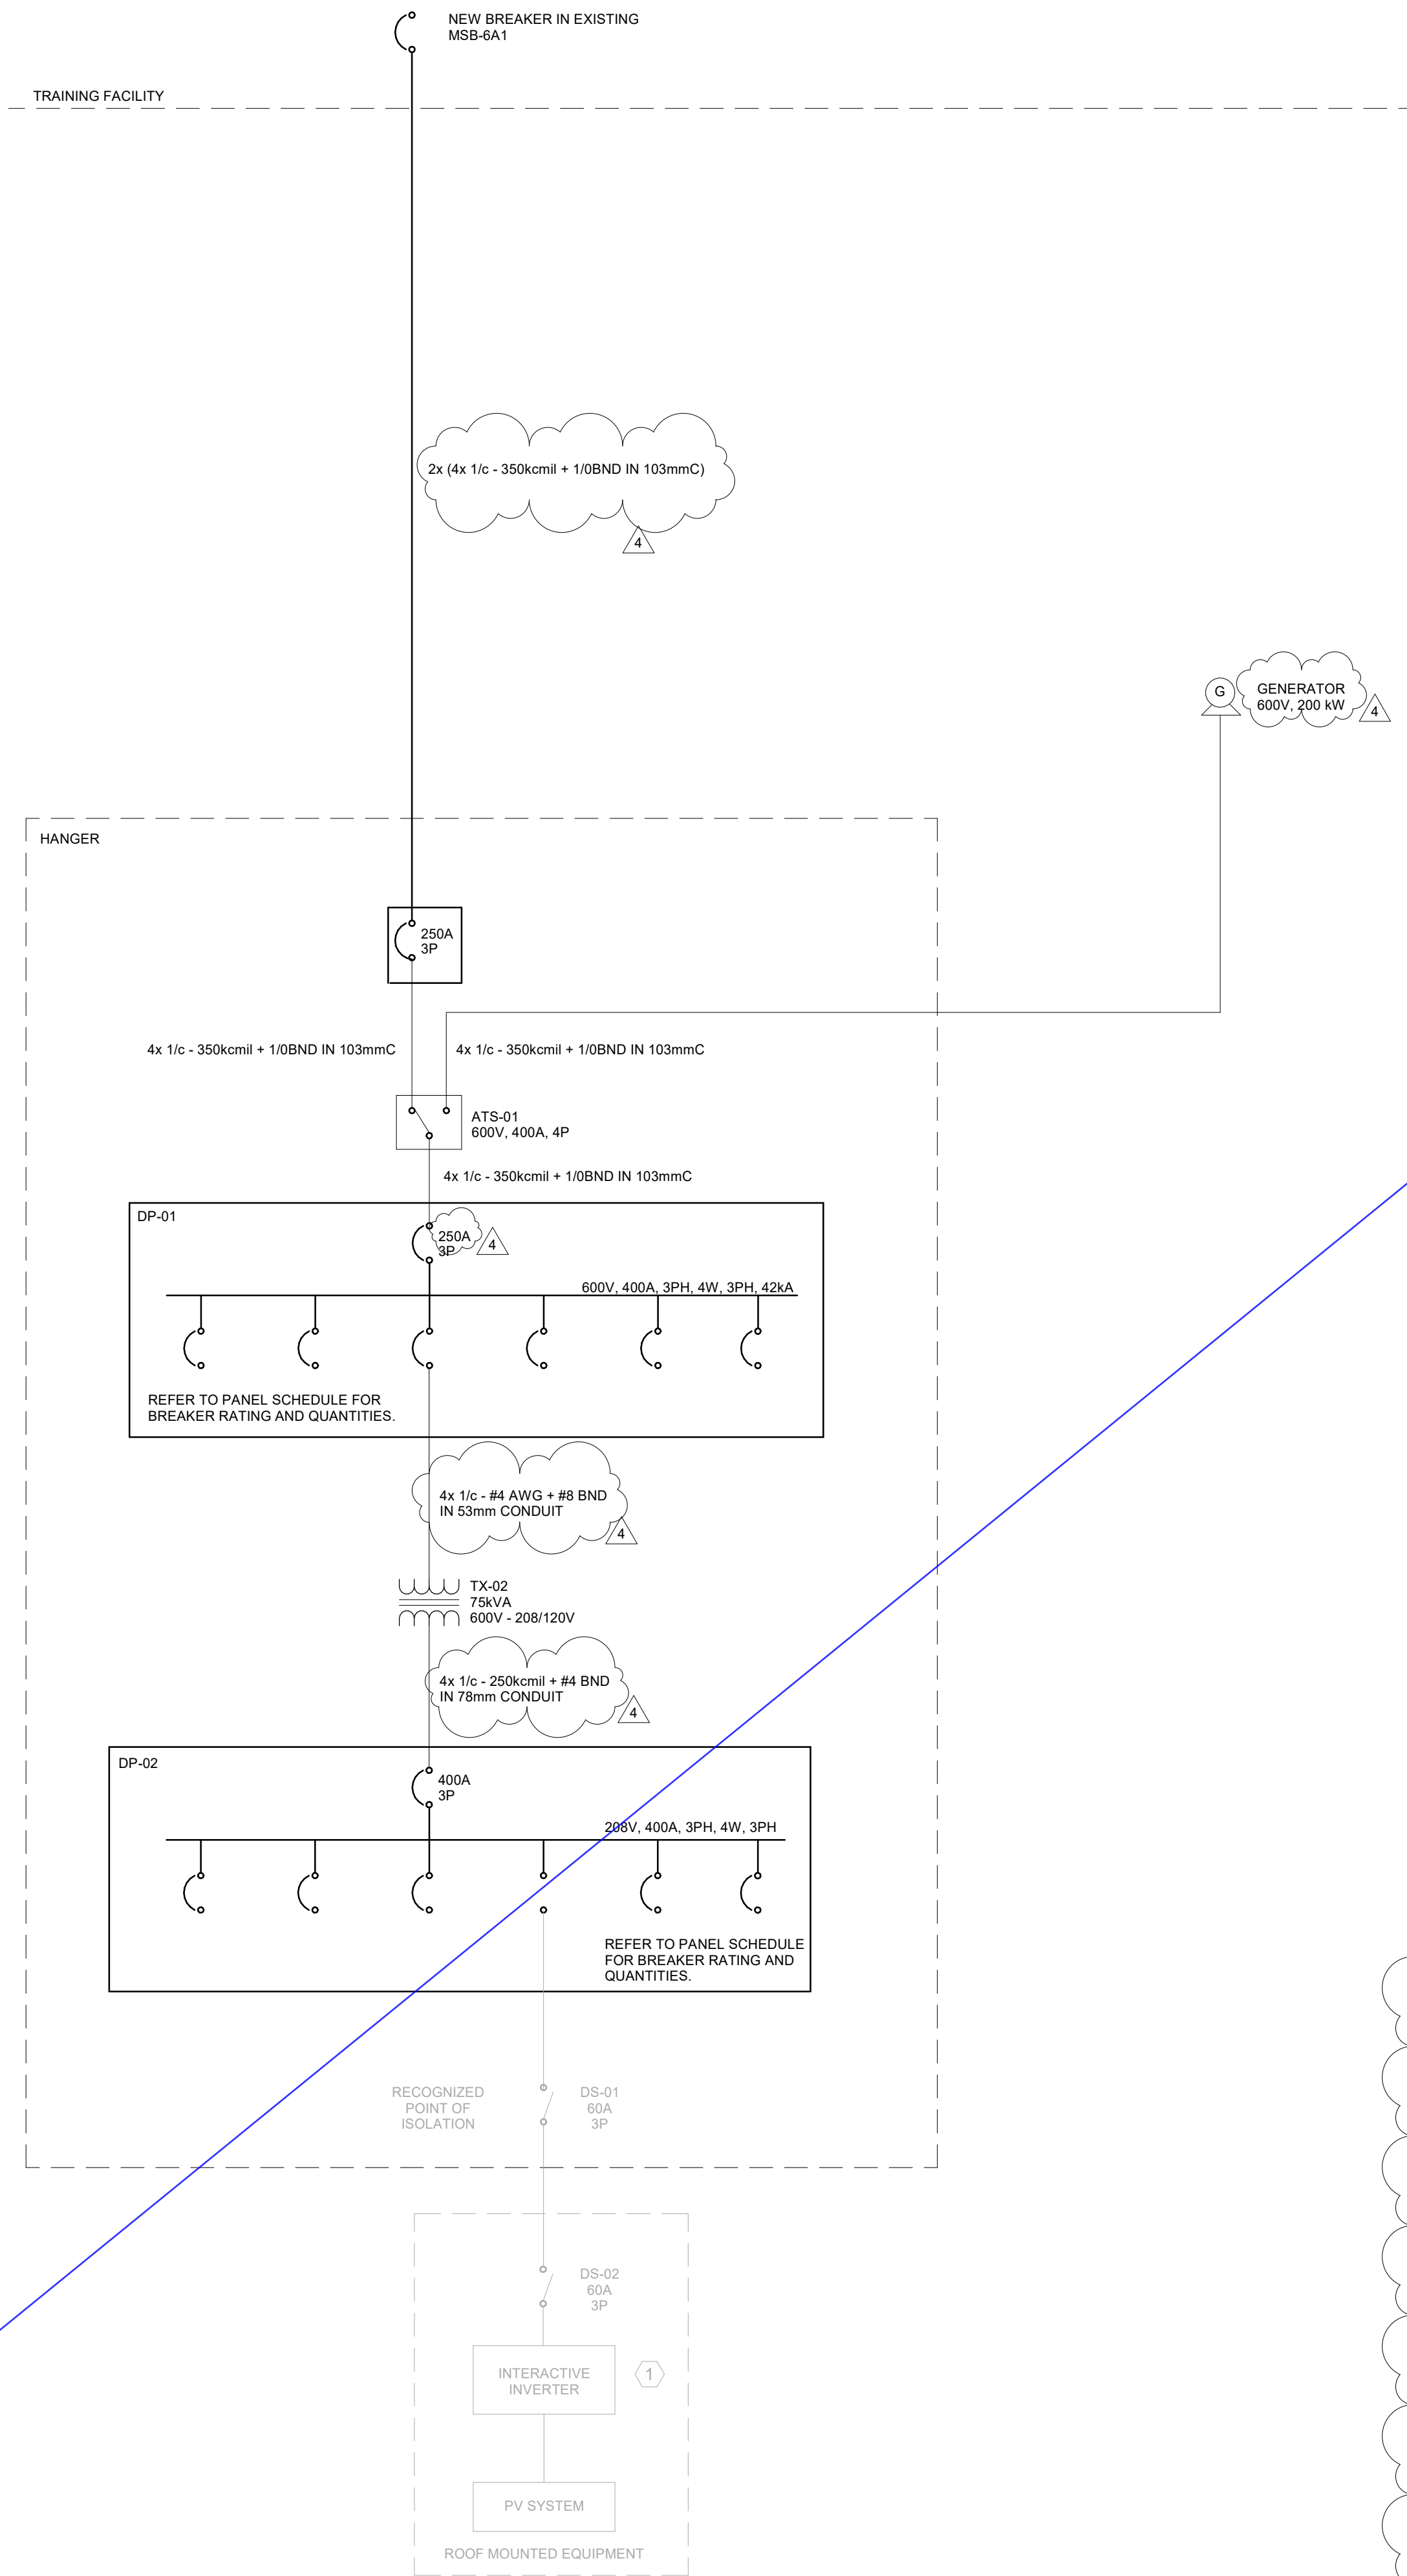 NEW BREAKER IN EXISTING
MSB-6A1
TRAINING FACILITY
2x (4x 1/c - 350kcmil + 1/0BND IN 103mmC)
4
G
GENERATOR
600V, 200 kW
4
HANGER
250A
3P
4x 1/c - 350kcmil + 1/0BND IN 103mmC
4x 1/c - 350kcmil + 1/0BND IN 103mmC
ATS-01
600V, 400A, 4P
4x 1/c - 350kcmil + 1/0BND IN 103mmC
DP-01
250A
3P
4
600V, 400A, 3PH, 4W, 3PH, 42kA
REFER TO PANEL SCHEDULE FOR
BREAKER RATING AND QUANTITIES.
4x 1/c - #4 AWG + #8 BND
IN 53mm CONDUIT
4
TX-02
75kVA
600V - 208/120V
4x 1/c - 250kcmil + #4 BND
IN 78mm CONDUIT
4
DP-02
400A
3P
208V, 400A, 3PH, 4W, 3PH
REFER TO PANEL SCHEDULE
FOR BREAKER RATING AND
QUANTITIES.
RECOGNIZED
POINT OF
ISOLATION
DS-01
60A
3P
DS-02
60A
3P
INTERACTIVE
INVERTER
1
PV SYSTEM
ROOF MOUNTED EQUIPMENT